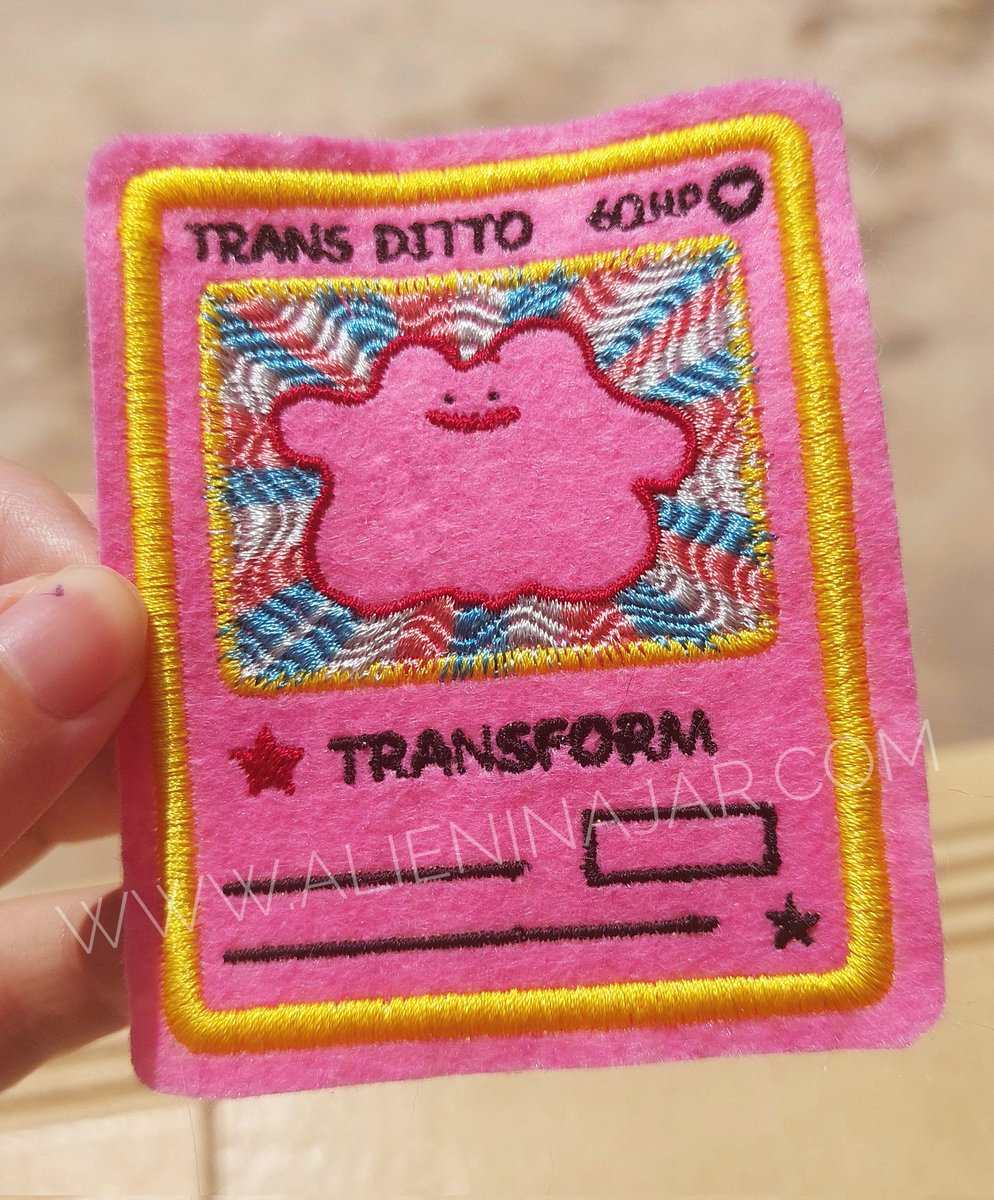 TRANS DITTO 60HP
TRANSFORM
WWW.ALIENINAJAR.COM